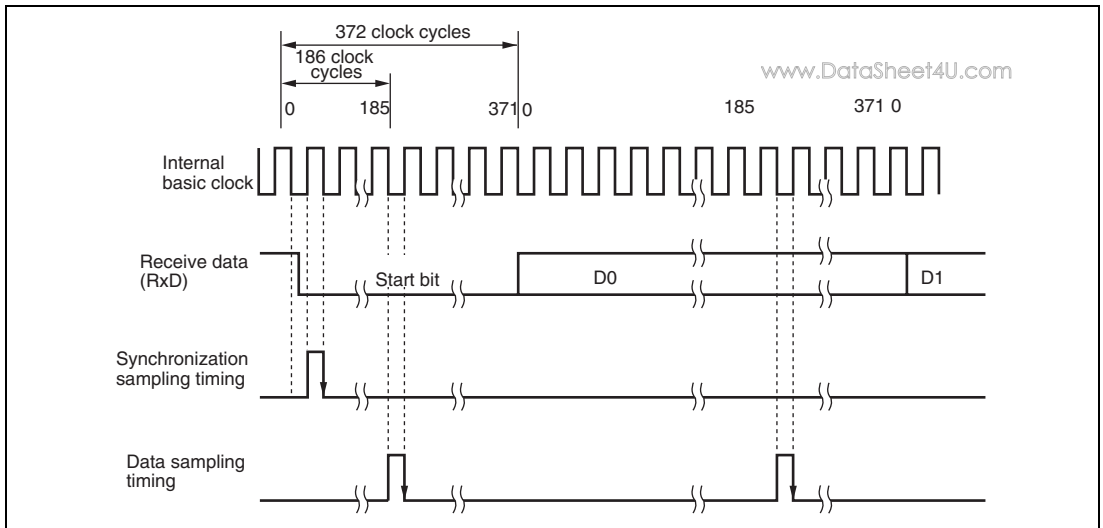 372 clock cycles
186 clock
cycles
www.DataSheet4U.com
0 185 371 0 185 371 0
Internal
basic clock
Receive data
(RxD)
Start bit D0 D1
Synchronization
sampling timing
Data sampling
timing